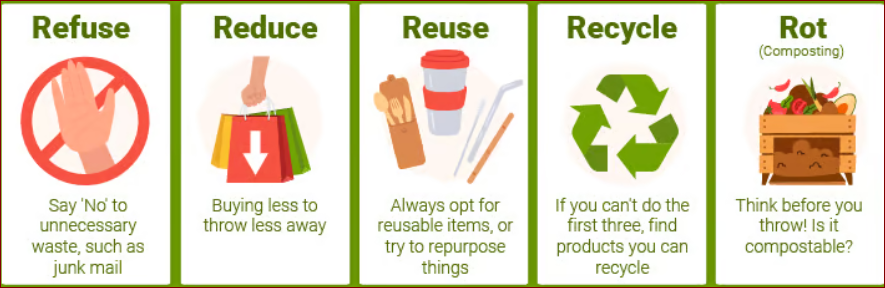 Refuse
Say 'No' to
unnecessary
waste, such as
junk mail
Reduce
Buying less to
throw less away
Reuse
Always opt for
reusable items, or
try to repurpose
things
Recycle
If you can't do the
first three, find
products you can
recycle
Rot
(Composting)
Think before you
throw! Is it
compostable?